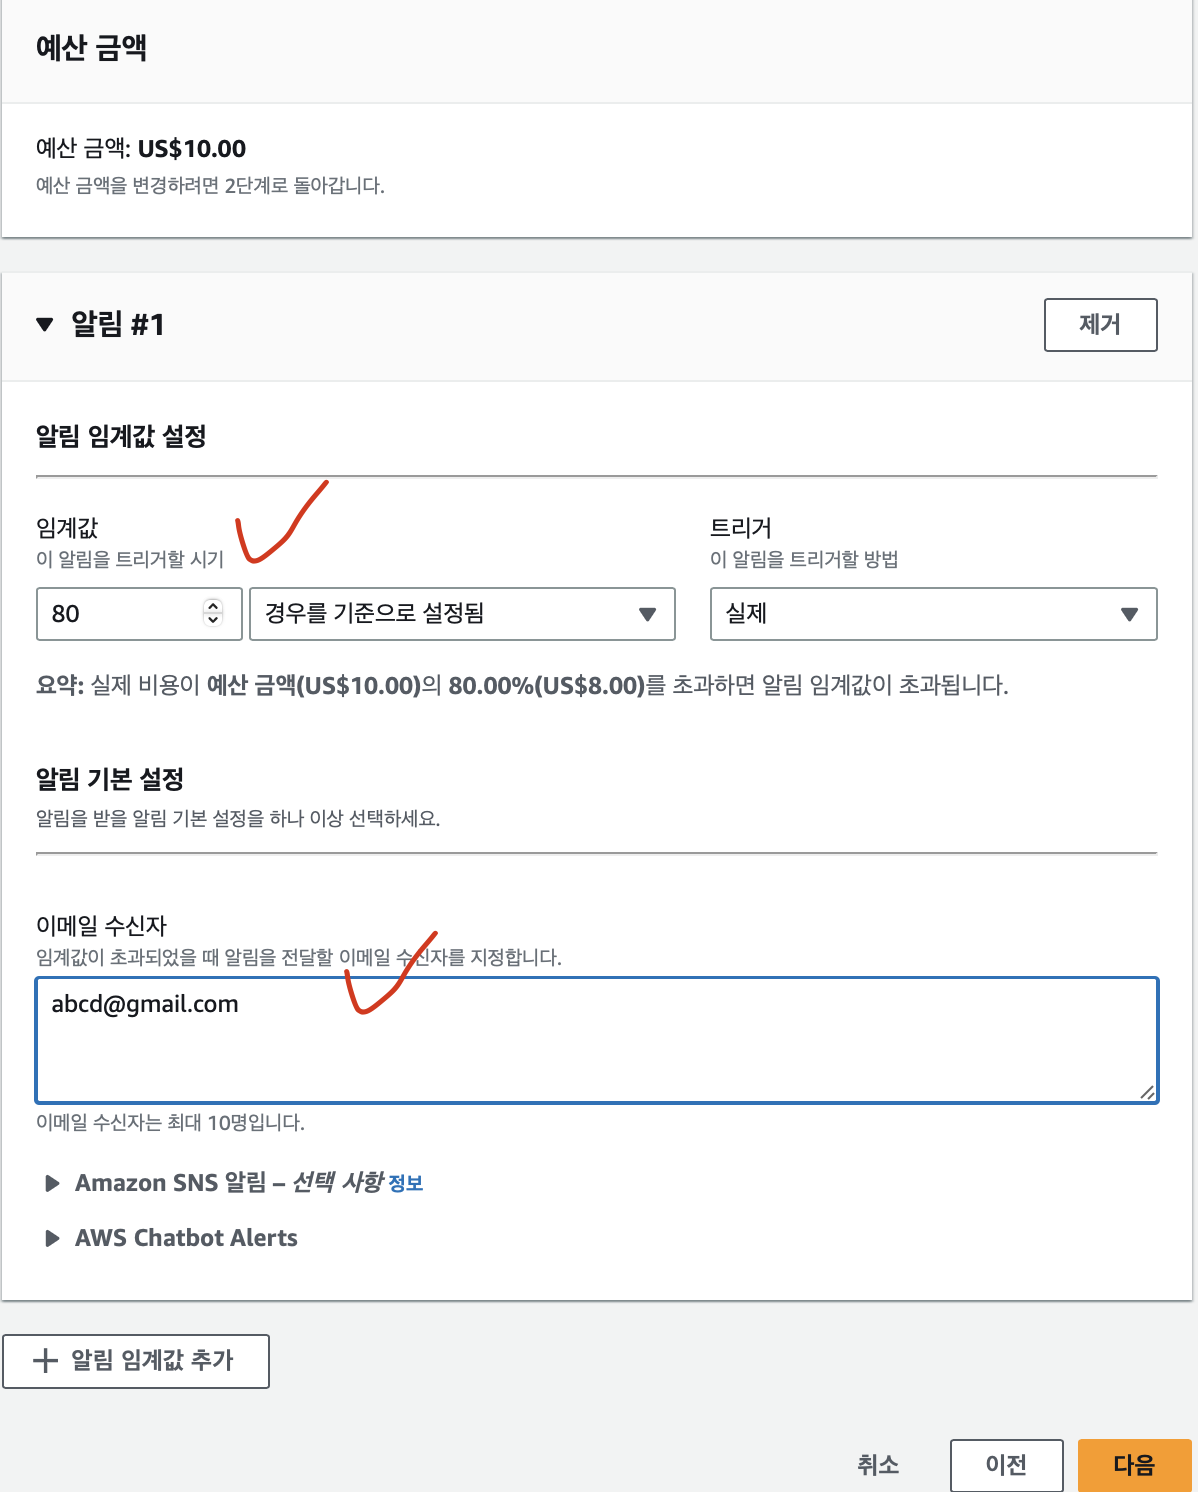 예산 금액
예산 금액: US$10.00
예산 금액을 변경하려면 2단계로 돌아갑니다.
알림 #1
제거
알림 임계값 설정
임계값
이 알림을 트리거할 시기
트리거
이 알림을 트리거할 방법
80
경우를 기준으로 설정됨
실제
요약: 실제 비용이 예산 금액(US$10.00)의 80.00%(US$8.00)를 초과하면 알림 임계값이 초과됩니다.
알림 기본 설정
알림을 받을 알림 기본 설정을 하나 이상 선택하세요.
이메일 수신자
임계값이 초과되었을 때 알림을 전달할 이메일 수신자를 지정합니다.
abcd@gmail.com
이메일 수신자는 최대 10명입니다.
Amazon SNS 알림 – 선택 사항 정보
AWS Chatbot Alerts
알림 임계값 추가
취소
이전
다음